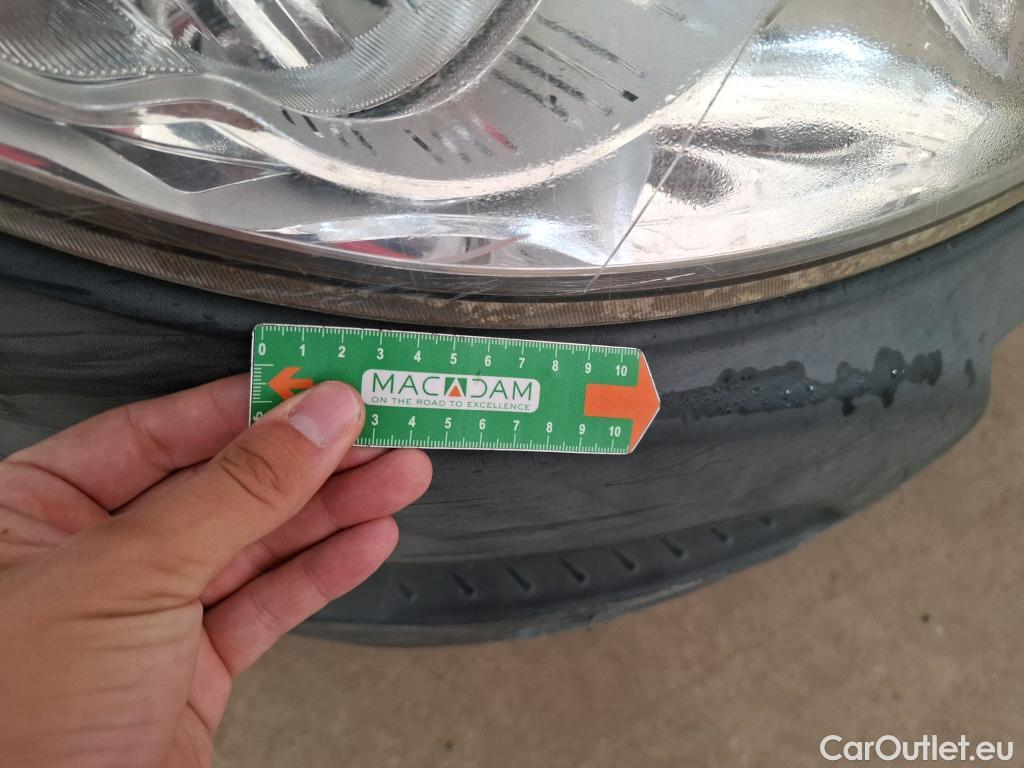 0 1 2 3 4 5 6 7 8 9 10
MACADAM
ON THE ROAD TO EXCELLENCE
3 4 5 6 7 8 9 10
CarOutlet.eu